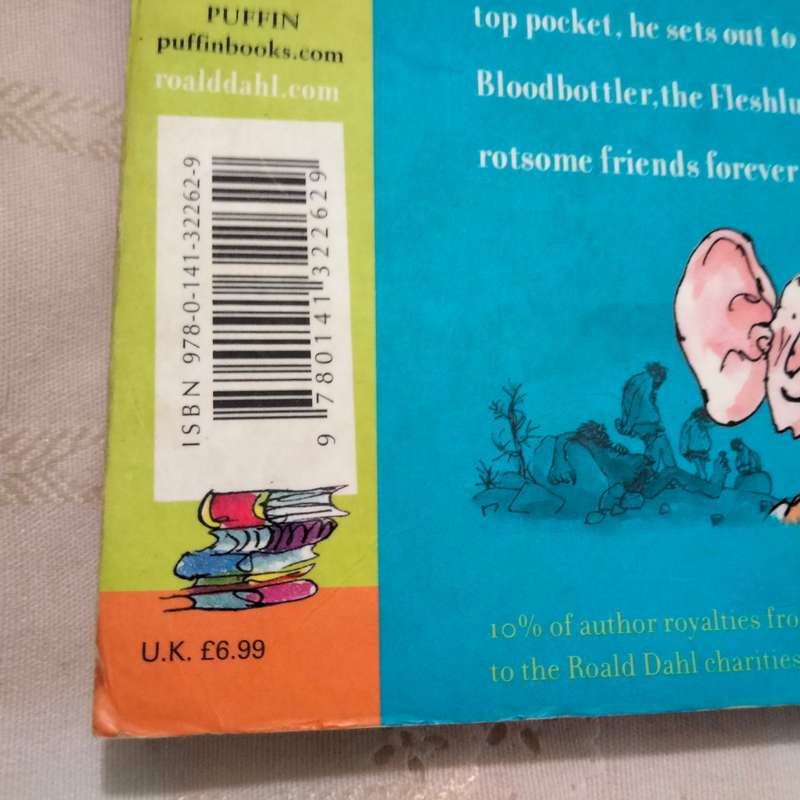 PUFFIN
puffinbooks.com
roalddahl.com
ISBN 978-0-141-32262-9
9 780141 322629
U.K. £6.99
top pocket, he sets out to
Bloodbottler, the Fleshlu
rotsome friends forever
10% of author royalties fro
to the Roald Dahl charities